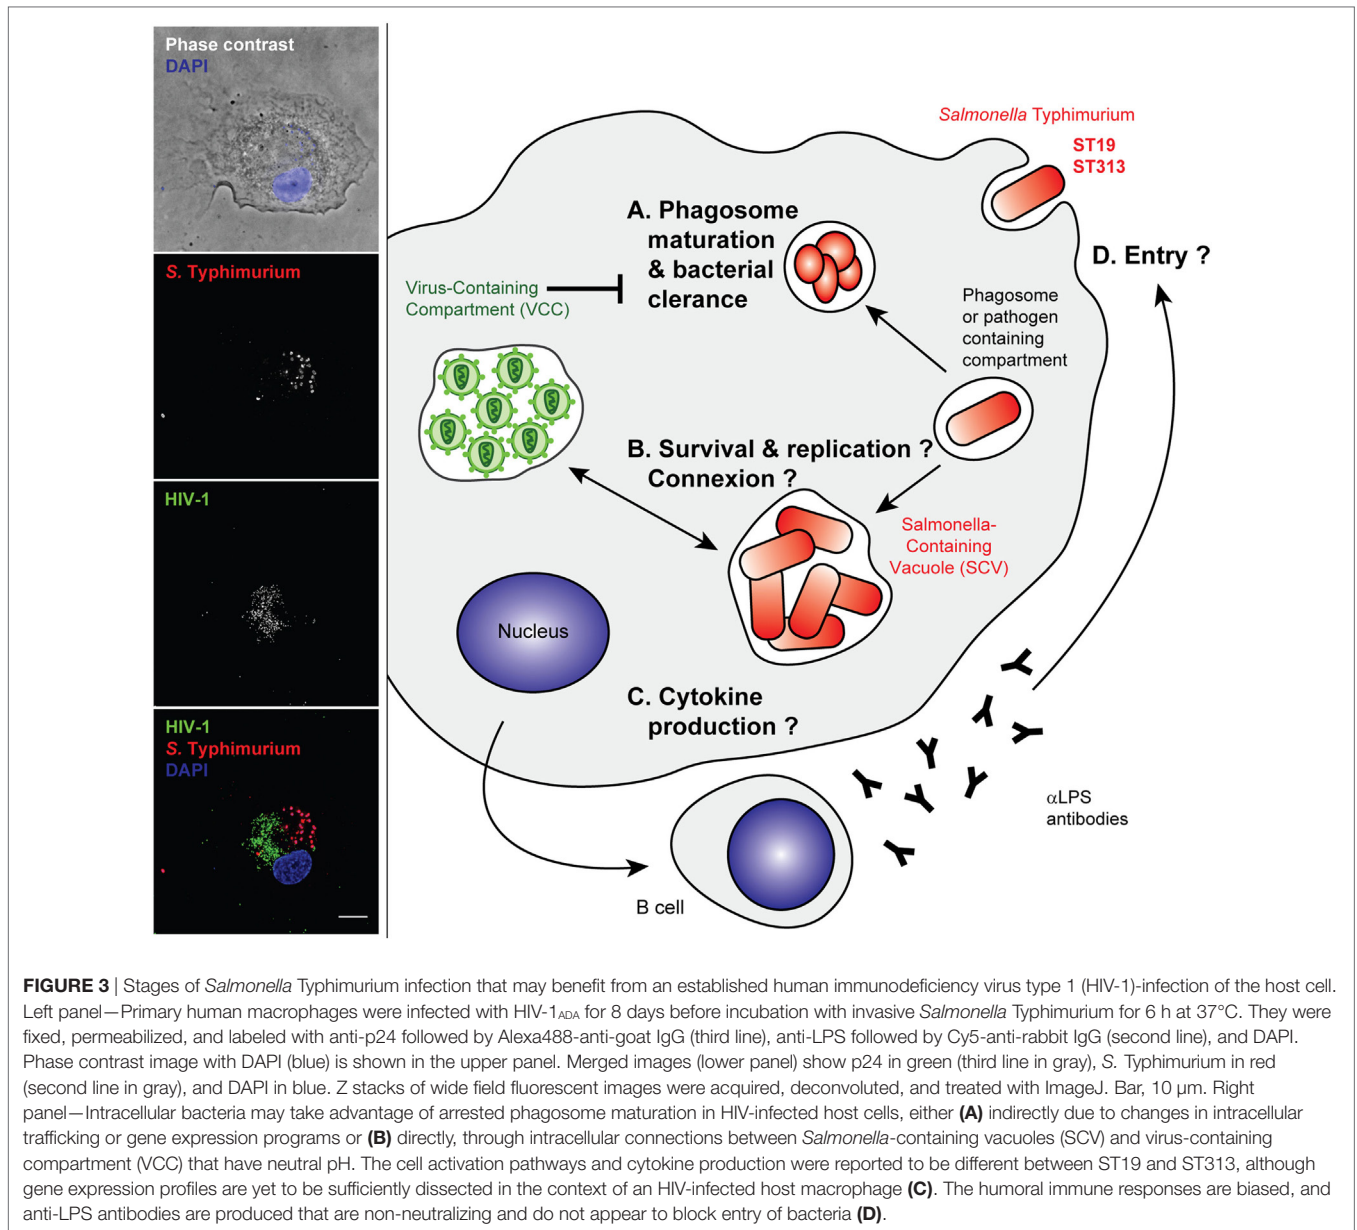 Phase contrast
DAPI
S. Typhimurium
HIV-1
HIV-1
S. Typhimurium
DAPI
Salmonella Typhimurium
ST19
ST313
A. Phagosome
maturation
& bacterial
clerance
D. Entry ?
Virus-Containing
Compartment (VCC)
Phagosome
or pathogen
containing
compartment
B. Survival & replication ?
Connexion ?
Salmonella-
Containing
Vacuole (SCV)
Nucleus
C. Cytokine
production ?
αLPS
antibodies
B cell
FIGURE 3 | Stages of Salmonella Typhimurium infection that may benefit from an established human immunodeficiency virus type 1 (HIV-1)-infection of the host cell.
Left panel—Primary human macrophages were infected with HIV-1ADA for 8 days before incubation with invasive Salmonella Typhimurium for 6 h at 37°C. They were
fixed, permeabilized, and labeled with anti-p24 followed by Alexa488-anti-goat IgG (third line), anti-LPS followed by Cy5-anti-rabbit IgG (second line), and DAPI.
Phase contrast image with DAPI (blue) is shown in the upper panel. Merged images (lower panel) show p24 in green (third line in gray), S. Typhimurium in red
(second line in gray), and DAPI in blue. Z stacks of wide field fluorescent images were acquired, deconvoluted, and treated with ImageJ. Bar, 10 µm. Right
panel—Intracellular bacteria may take advantage of arrested phagosome maturation in HIV-infected host cells, either (A) indirectly due to changes in intracellular
trafficking or gene expression programs or (B) directly, through intracellular connections between Salmonella-containing vacuoles (SCV) and virus-containing
compartment (VCC) that have neutral pH. The cell activation pathways and cytokine production were reported to be different between ST19 and ST313, although
gene expression profiles are yet to be sufficiently dissected in the context of an HIV-infected host macrophage (C). The humoral immune responses are biased, and
anti-LPS antibodies are produced that are non-neutralizing and do not appear to block entry of bacteria (D).